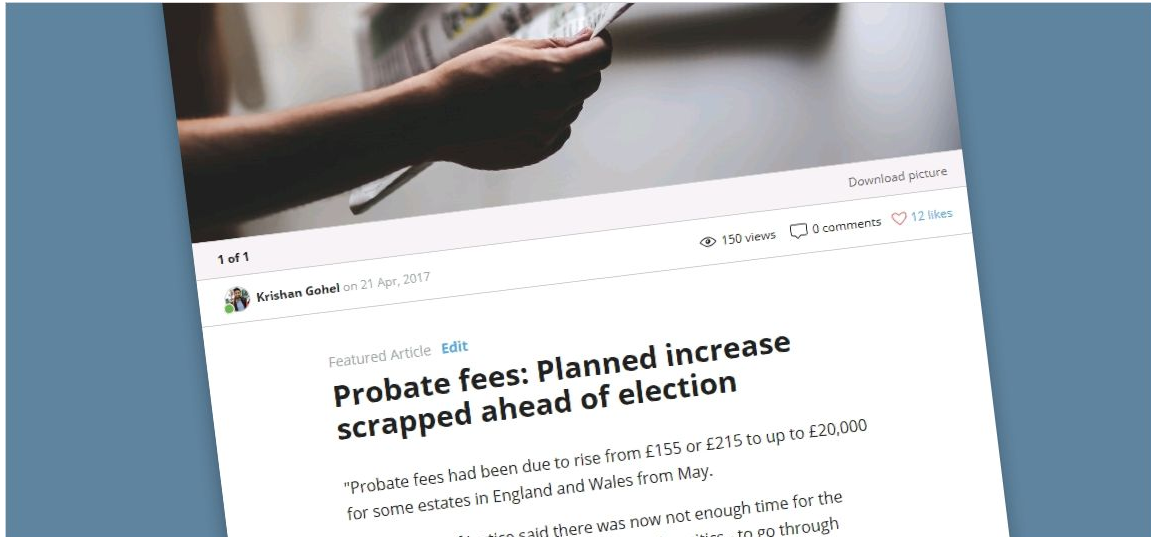 Download picture
1 of 1
150 views 0 comments 12 likes
Krishan Gohel on 21 Apr, 2017
Featured Article Edit
Probate fees: Planned increase
scrapped ahead of election
"Probate fees had been due to rise from £155 or £215 to up to £20,000
for some estates in England and Wales from May.
said there was now not enough time for the
to go through